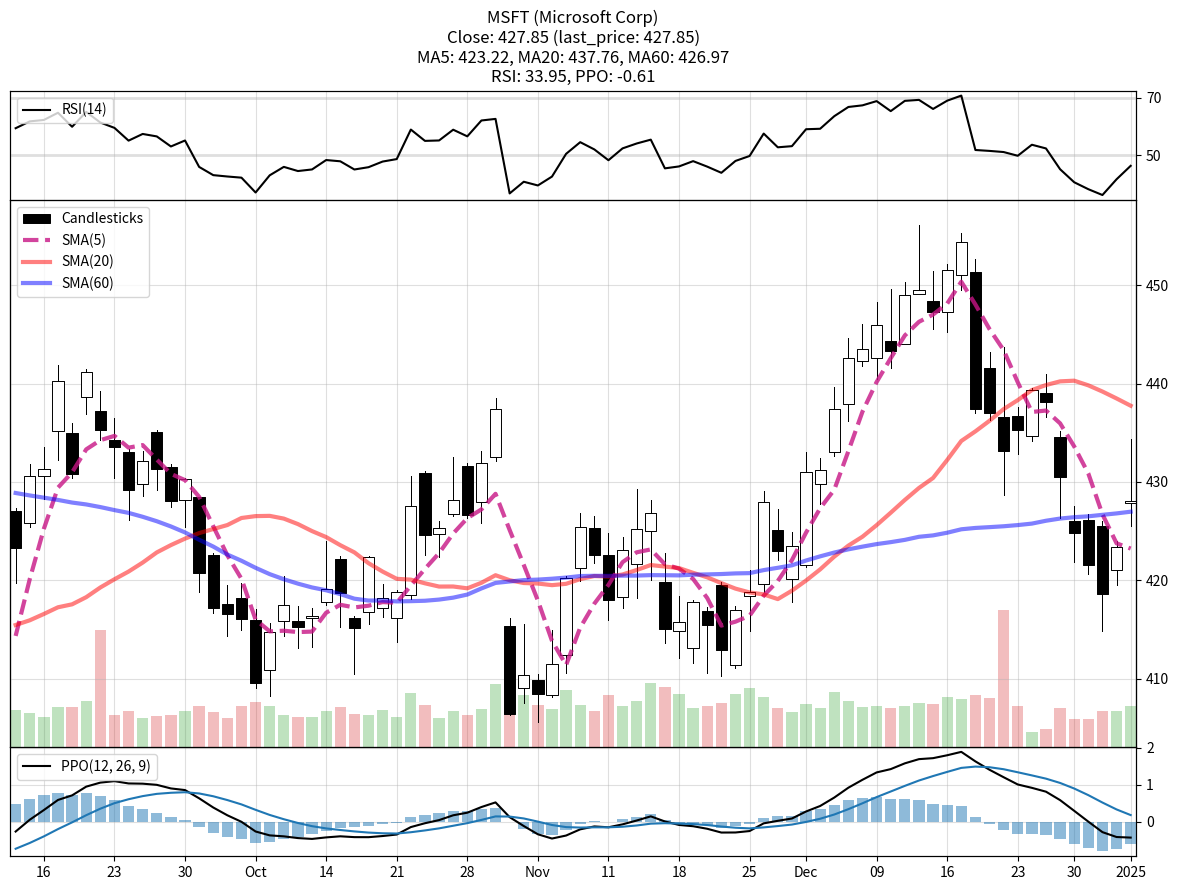 MSFT (Microsoft Corp)
Close: 427.85 (last_price: 427.85)
MA5: 423.22, MA20: 437.76, MA60: 426.97
RSI: 33.95, PPO: -0.61
RSI(14)
70
50
Candlesticks
SMA(5)
SMA(20)
SMA(60)
450
440
430
420
410
PPO(12, 26, 9)
2
1
0
16 23 30 Oct 14 21 28 Nov 11 18 25 Dec 09 16 23 30 2025